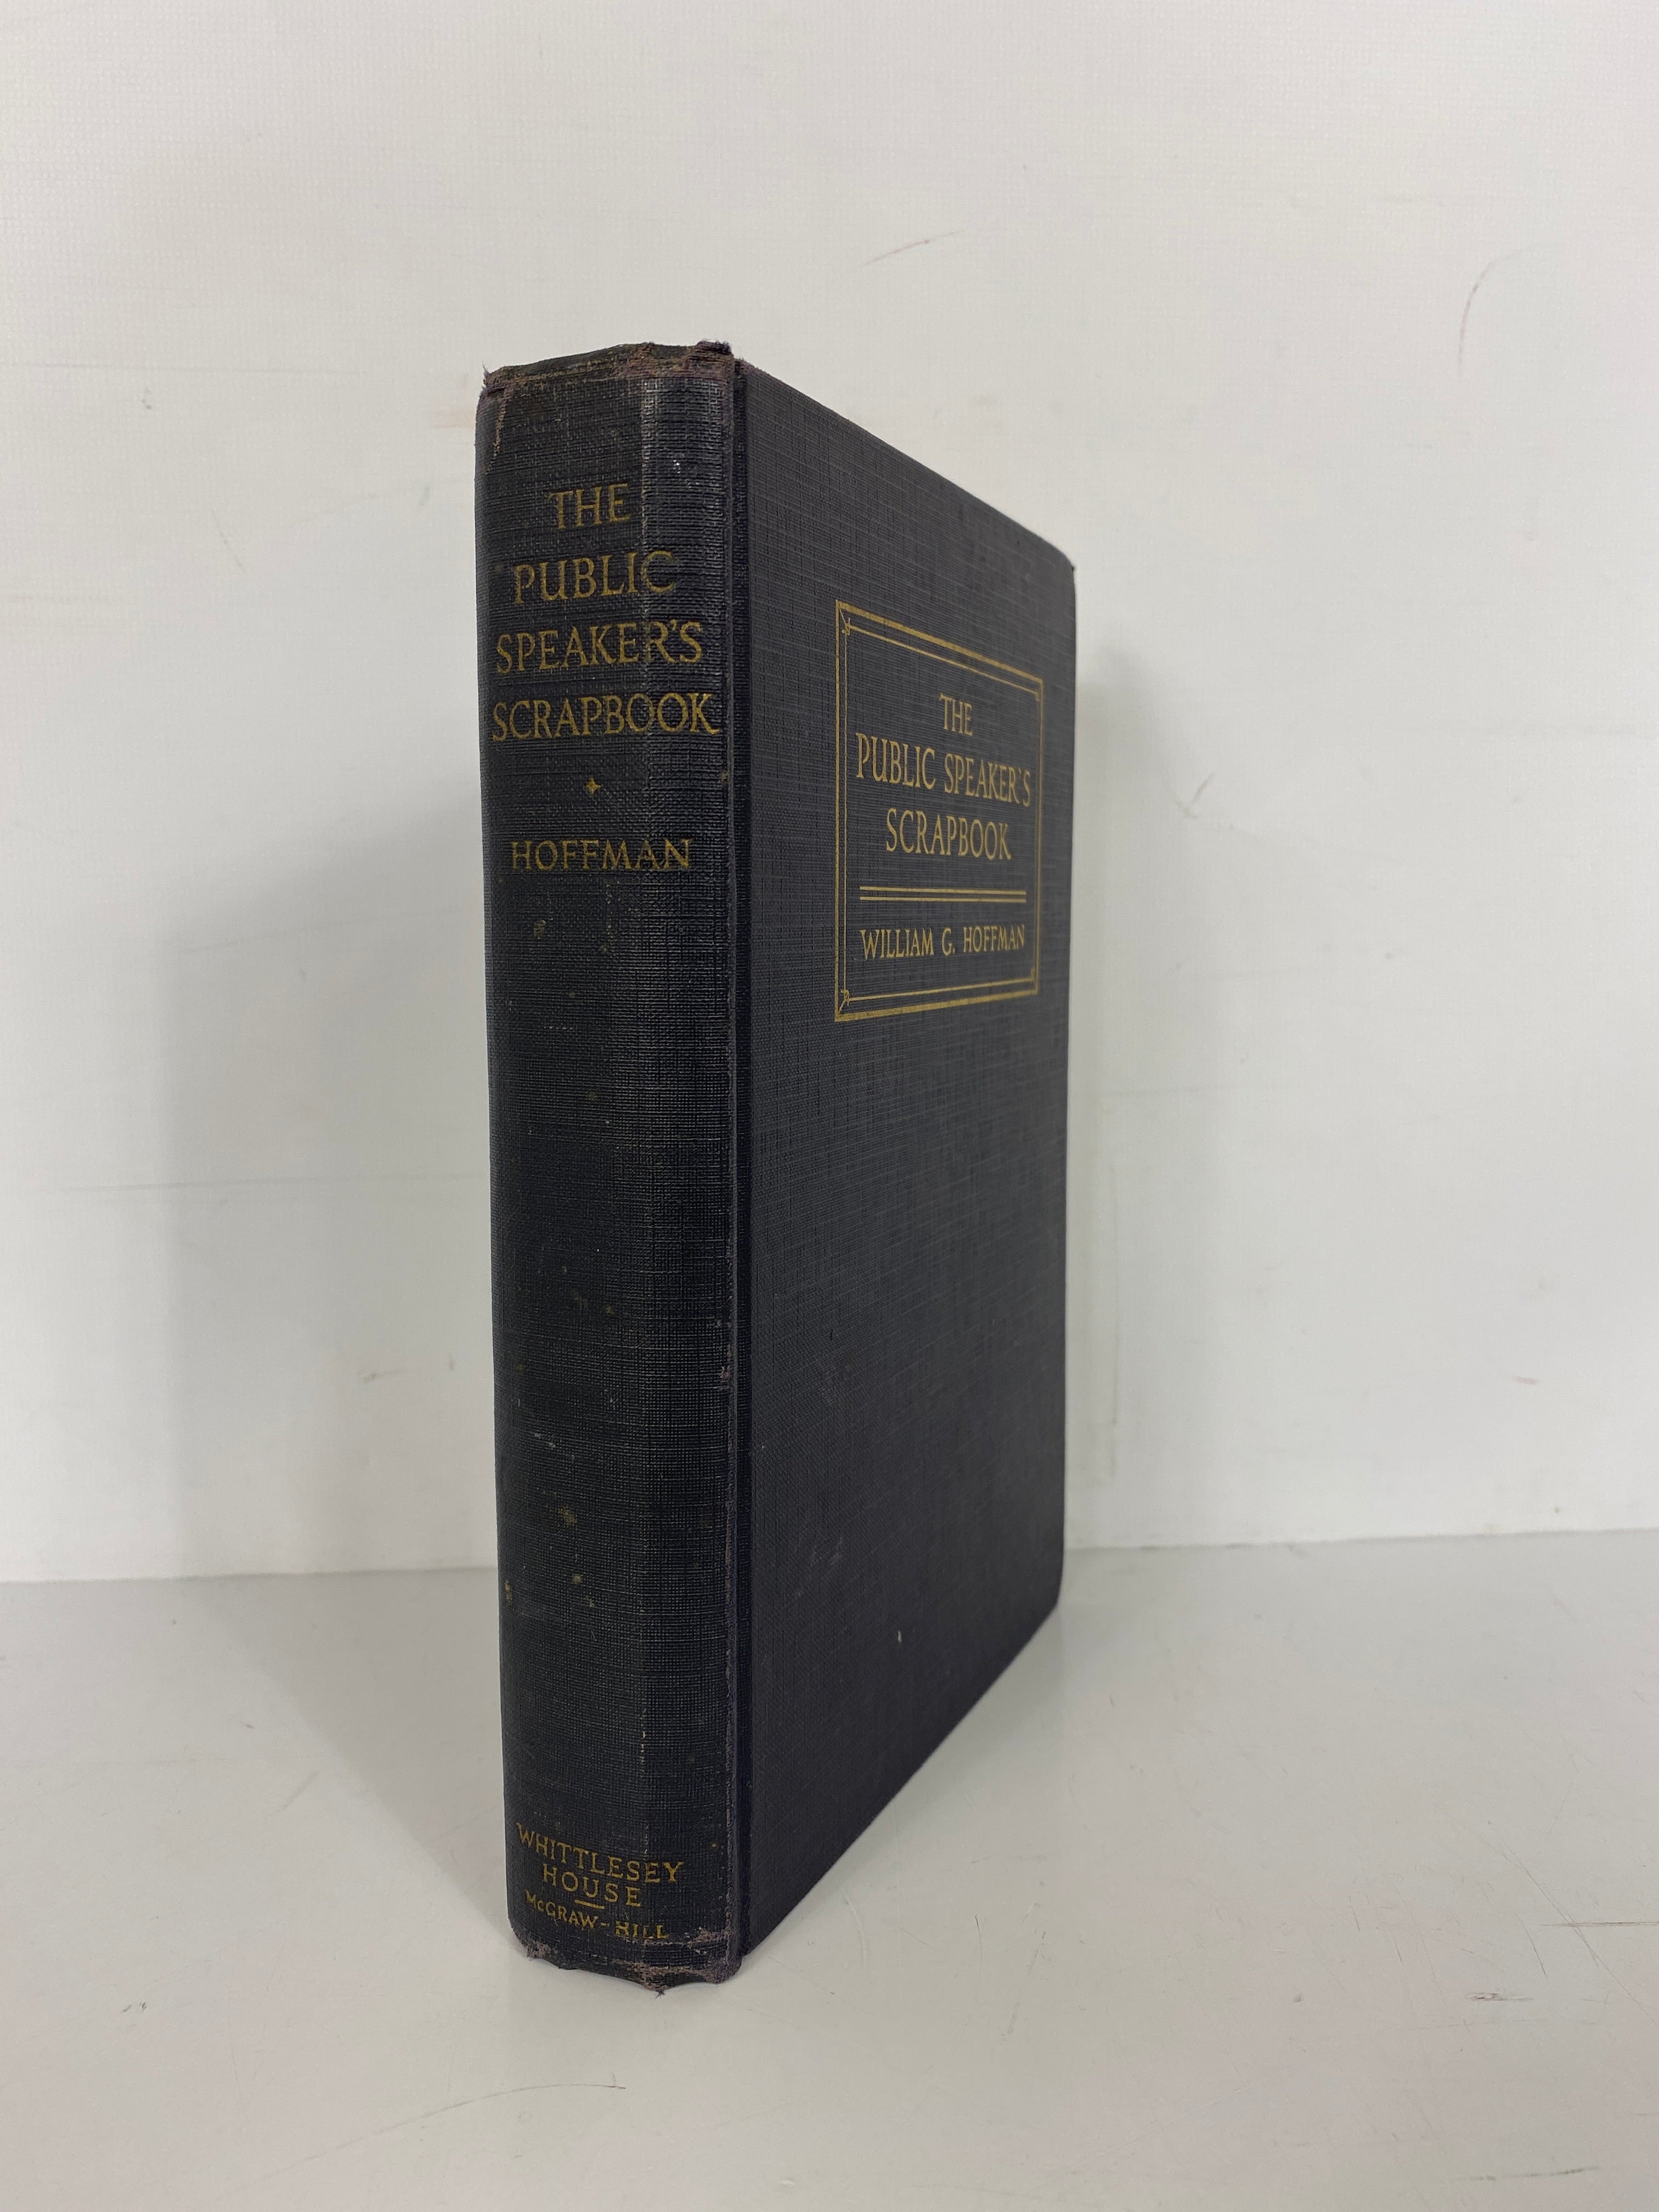 THE
PUBLIC
SPEAKER'S
SCRAPBOOK
HOFFMAN
WHITTLESEY
HOUSE
McGRAW-HILL
THE
PUBLIC SPEAKER'S
SCRAPBOOK
WILLIAM G. HOFFMAN